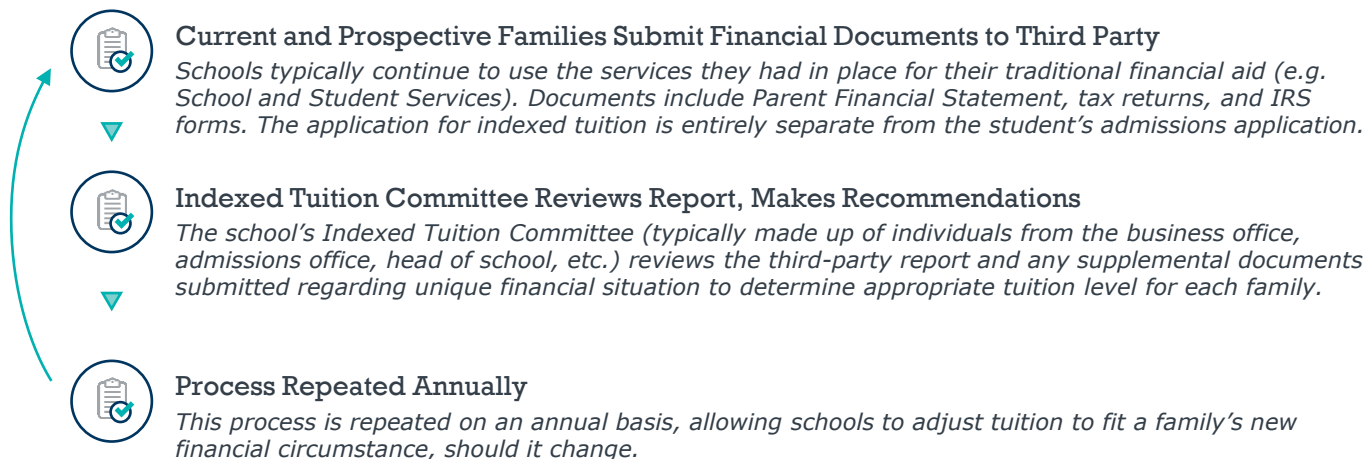 Current and Prospective Families Submit Financial Documents to Third Party
Schools typically continue to use the services they had in place for their traditional financial aid (e.g.
School and Student Services). Documents include Parent Financial Statement, tax returns, and IRS
forms. The application for indexed tuition is entirely separate from the student’s admissions application.
Indexed Tuition Committee Reviews Report, Makes Recommendations
The school’s Indexed Tuition Committee (typically made up of individuals from the business office,
admissions office, head of school, etc.) reviews the third-party report and any supplemental documents
submitted regarding unique financial situation to determine appropriate tuition level for each family.
Process Repeated Annually
This process is repeated on an annual basis, allowing schools to adjust tuition to fit a family’s new
financial circumstance, should it change.